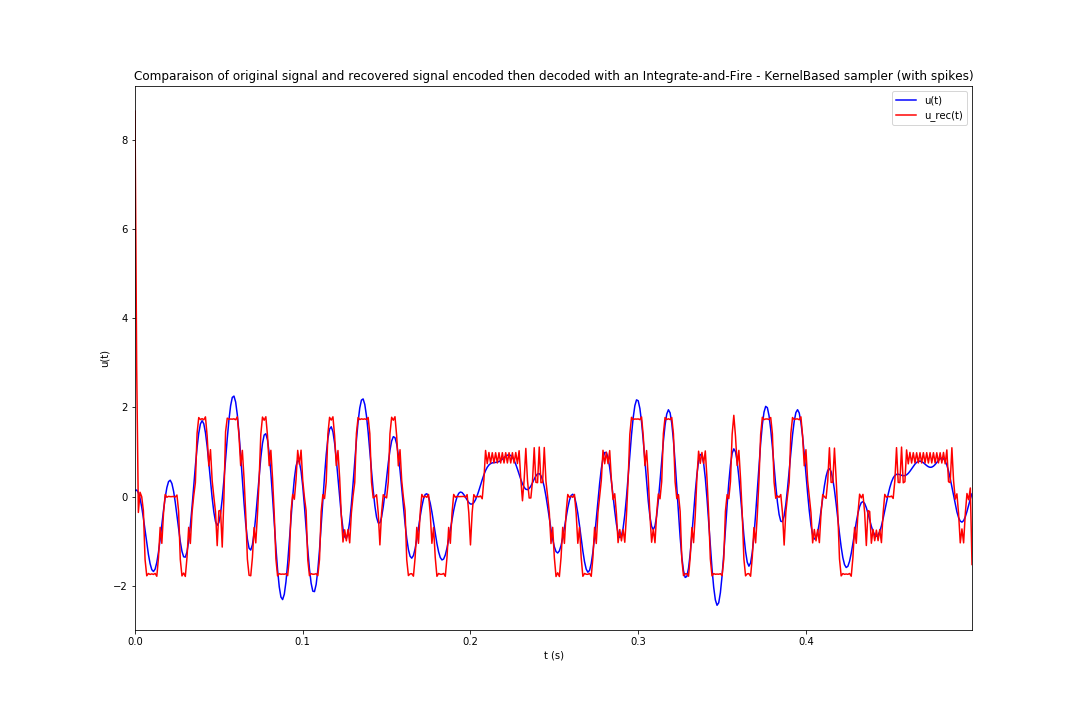 Comparaison of original signal and recovered signal encoded then decoded with an Integrate-and-Fire - KernelBased sampler (with spikes)
u(t)
u_rec(t)
8
6
4
2
0
−2
u(t)
0.0 0.1 0.2 0.3 0.4
t (s)